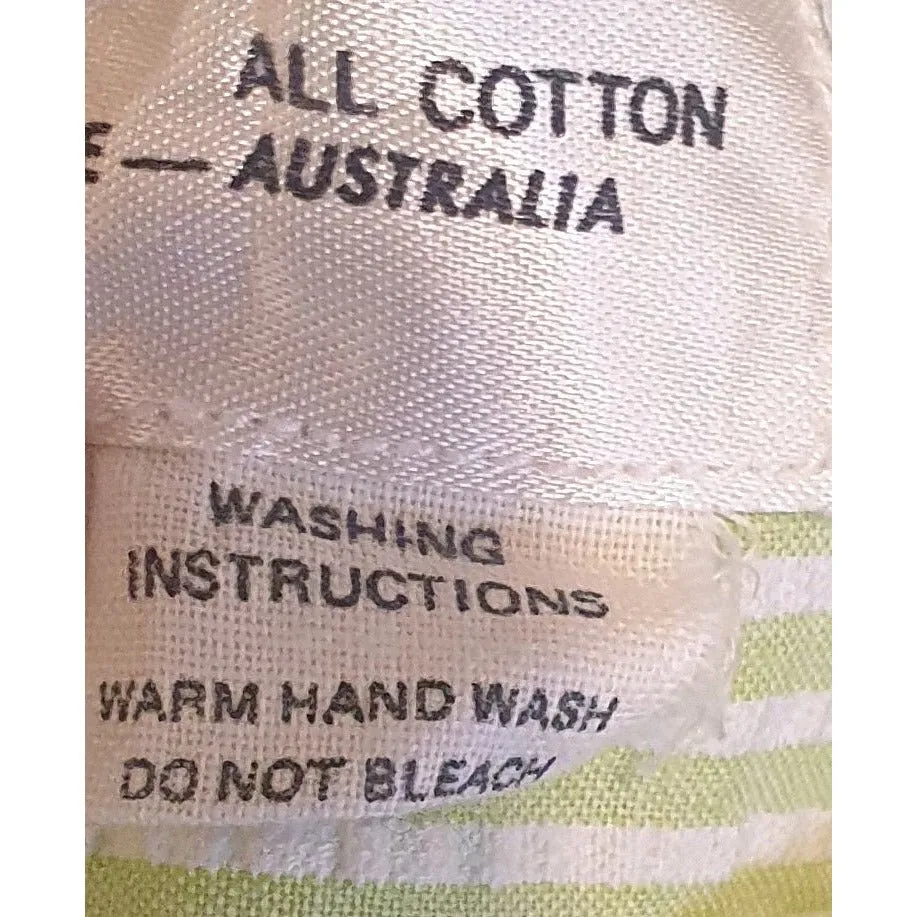 ALL COTTON
E — AUSTRALIA
WASHING
INSTRUCTIONS
WARM HAND WASH
DO NOT BLEACH